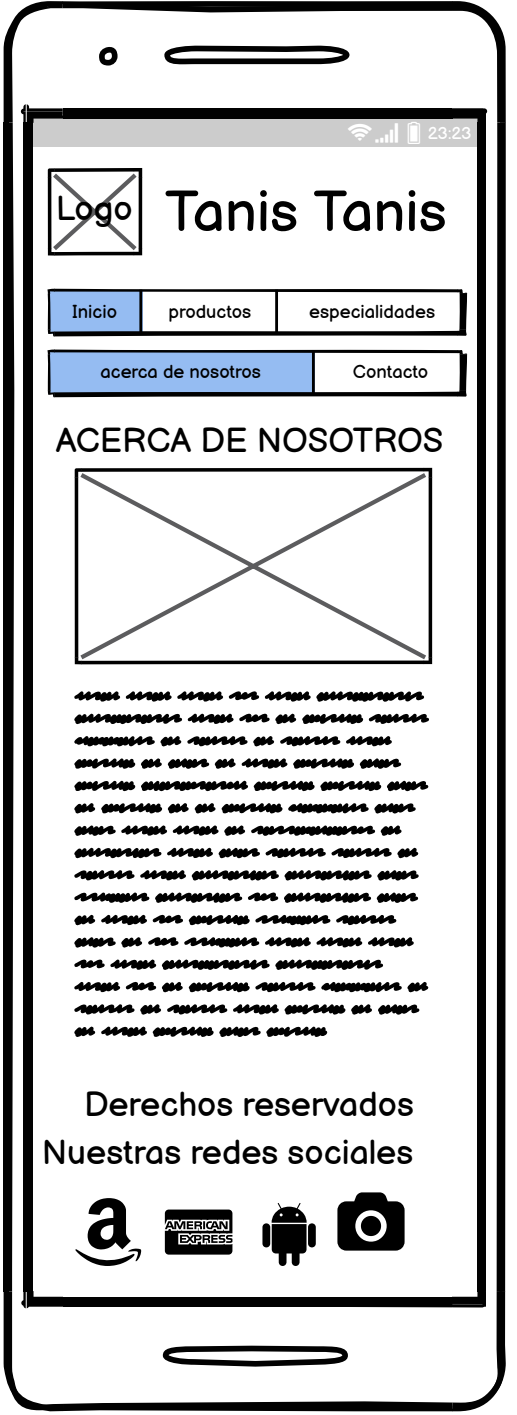 23:23
Logo
Tanis Tanis
Inicio productos especialidades
acerca de nosotros Contacto
ACERCA DE NOSOTROS
Derechos reservados
Nuestras redes sociales
a
AMERICAN
EXPRESS